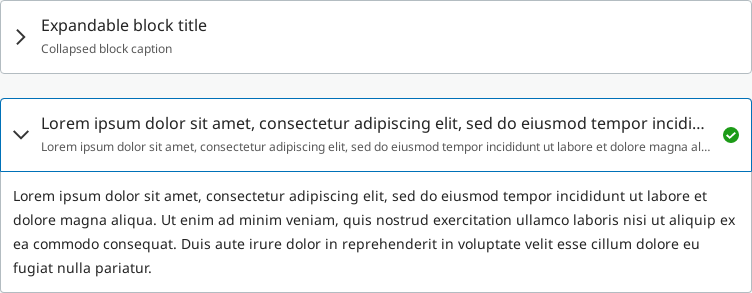 Expandable block title
Collapsed block caption
Lorem ipsum dolor sit amet, consectetur adipiscing elit, sed do eiusmod tempor incidi...
Lorem ipsum dolor sit amet, consectetur adipiscing elit, sed do eiusmod tempor incididunt ut labore et dolore magna al...
Lorem ipsum dolor sit amet, consectetur adipiscing elit, sed do eiusmod tempor incididunt ut labore et
dolore magna aliqua. Ut enim ad minim veniam, quis nostrud exercitation ullamco laboris nisi ut aliquip ex
ea commodo consequat. Duis aute irure dolor in reprehenderit in voluptate velit esse cillum dolore eu
fugiat nulla pariatur.